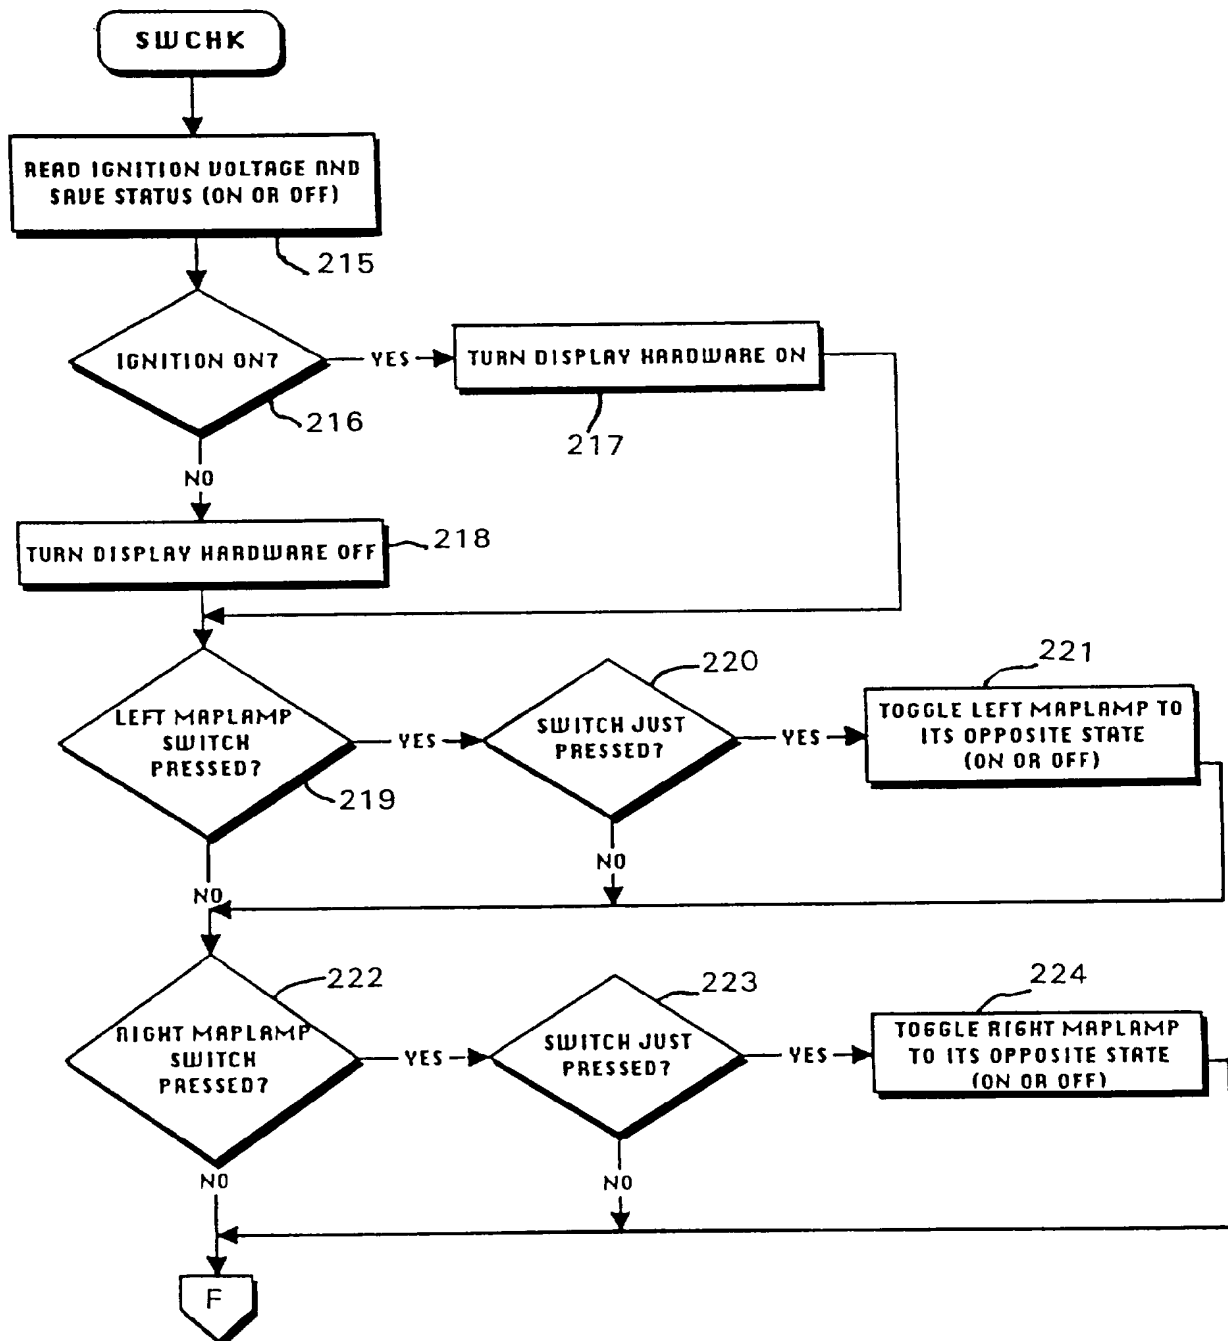 SWCHK
READ IGNITION VOLTAGE AND
SAVE STATUS (ON OR OFF)
215
IGNITION ON?
YES
TURN DISPLAY HARDWARE ON
216
217
NO
TURN DISPLAY HARDWARE OFF
218
LEFT MAPLAMP
SWITCH
PRESSED?
219
YES
220
SWITCH JUST
PRESSED?
YES
221
TOGGLE LEFT MAPLAMP TO
ITS OPPOSITE STATE
(ON OR OFF)
NO
NO
222
RIGHT MAPLAMP
SWITCH
PRESSED?
YES
223
SWITCH JUST
PRESSED?
YES
224
TOGGLE RIGHT MAPLAMP
TO ITS OPPOSITE STATE
(ON OR OFF)
NO
NO
F